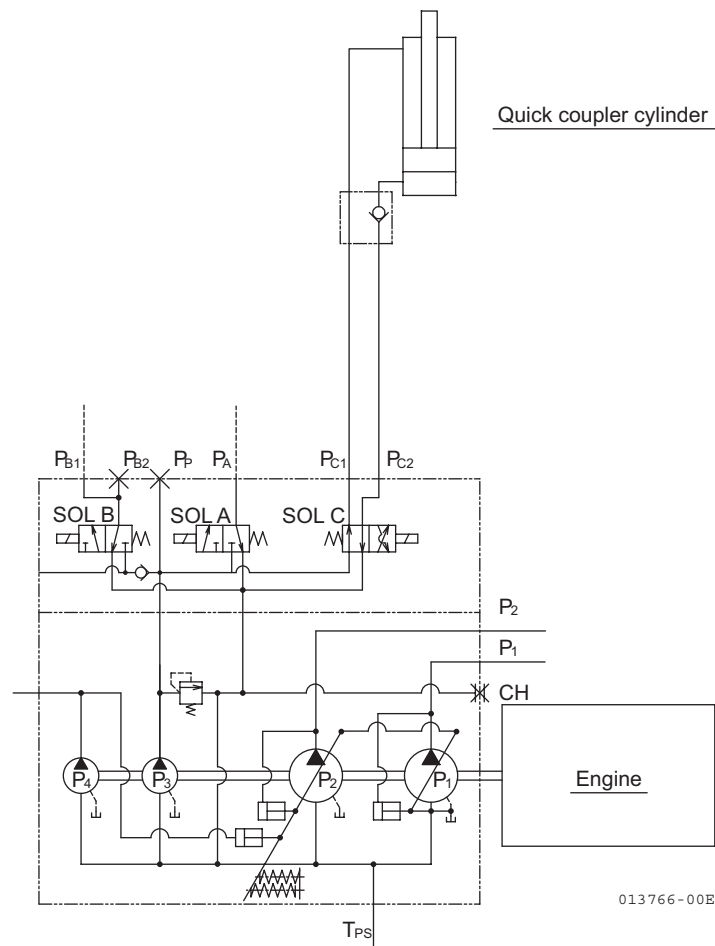 Quick coupler cylinder
PB1 PB2 PP PA PC1 PC2
SOL B SOL A SOL C
P2
P1
CH
P4 P3 P2 P1 Engine
013766-00E
TPS